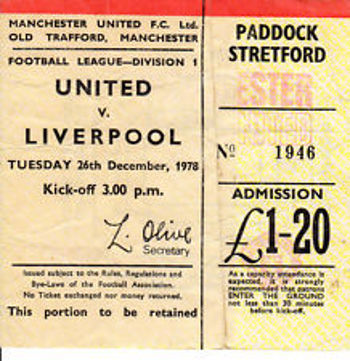 MANCHESTER UNITED F.C. Ltd.
OLD TRAFFORD, MANCHESTER
FOOTBALL LEAGUE—DIVISION 1
UNITED
v.
LIVERPOOL
TUESDAY 26th December, 1978
Kick-off 3.00 p.m.
L. Olive
Secretary
Issued subject to the Rules, Regulations and
Bye-Laws of the Football Association.
No Ticket exchanged nor money returned.
This portion to be retained
PADDOCK
STRETFORD
ESTER
No 1946
ADMISSION
£1-20
As a capacity attendance is
expected, it is strongly
recommended that patrons
ENTER THE GROUND
not less than 30 minutes
before kick-off.